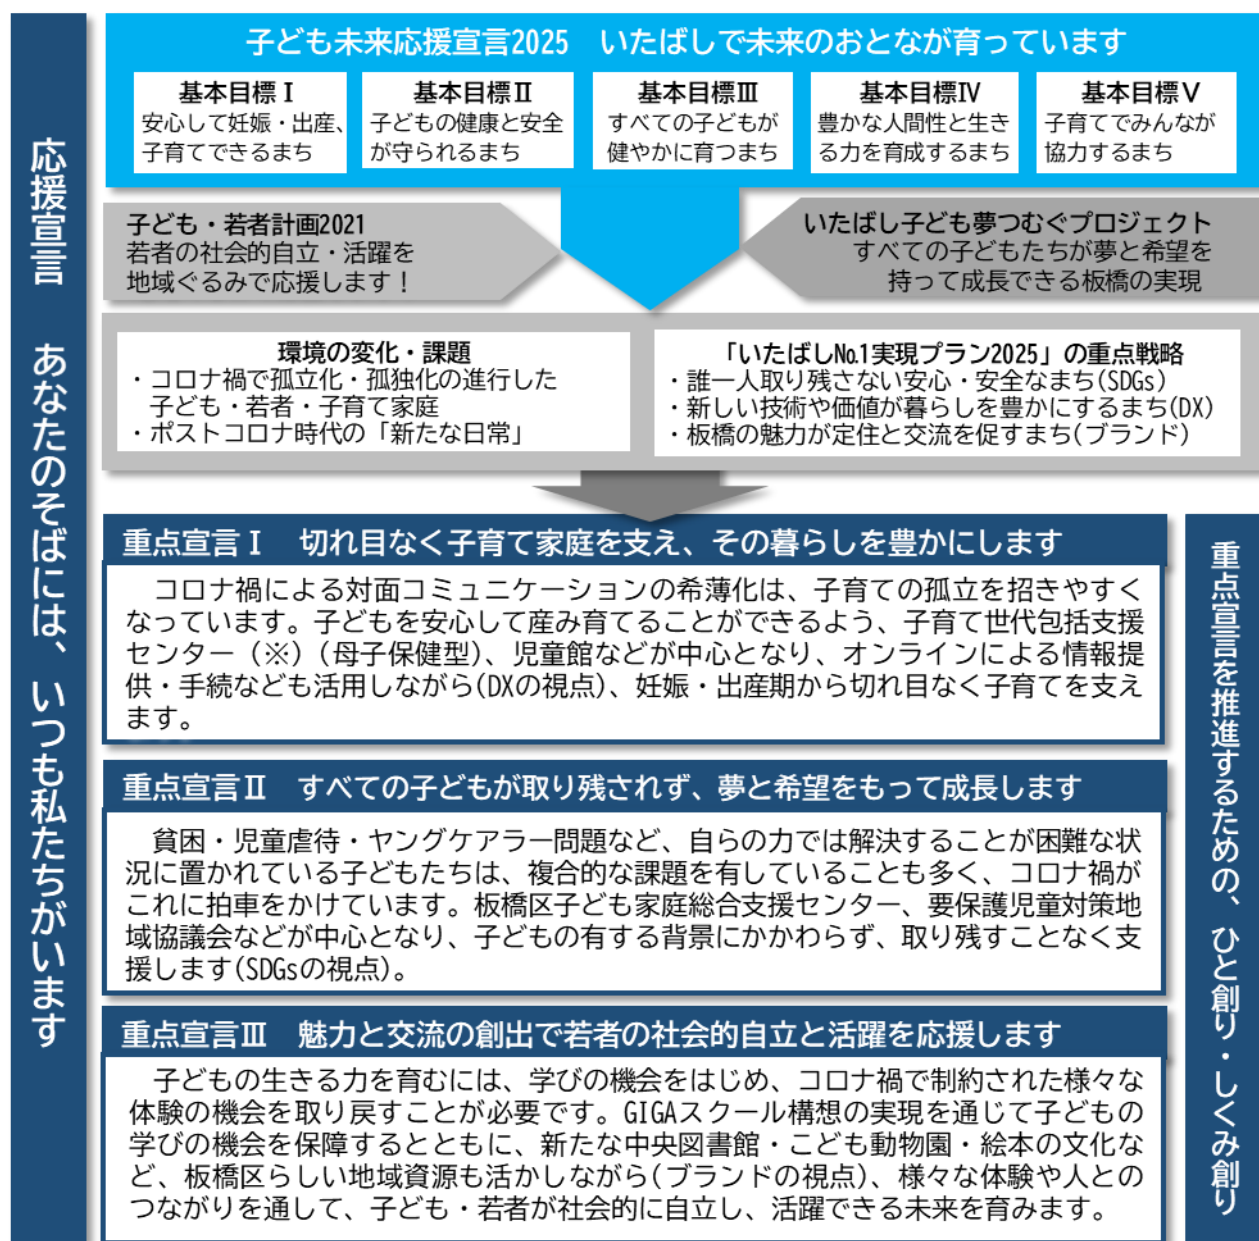 応援宣言　あなたのそばには、いつも私たちがいます
子ども未来応援宣言2025　いたばしで未来のおとなが育っています
基本目標Ⅰ
安心して妊娠・出産、
子育てできるまち
基本目標Ⅱ
子どもの健康と安全
が守られるまち
基本目標Ⅲ
すべての子どもが
健やかに育つまち
基本目標Ⅳ
豊かな人間性と生き
る力を育成するまち
基本目標Ⅴ
子育てでみんなが
協力するまち
子ども・若者計画2021
若者の社会的自立・活躍を
地域ぐるみで応援します！
いたばし子ども夢つむぐプロジェクト
すべての子どもたちが夢と希望を
持って成長できる板橋の実現
環境の変化・課題
・コロナ禍で孤立化・孤独化の進行した
子ども・若者・子育て家庭
・ポストコロナ時代の「新たな日常」
「いたばし№1実現プラン2025」の重点戦略
・誰一人取り残さない安心・安全なまち(SDGs)
・新しい技術や価値が暮らしを豊かにするまち(DX)
・板橋の魅力が定住と交流を促すまち(ブランド)
重点宣言Ⅰ　切れ目なく子育て家庭を支え、その暮らしを豊かにします
コロナ禍による対面コミュニケーションの希薄化は、子育ての孤立を招きやすく
なっています。子どもを安心して産み育てることができるよう、子育て世代包括支援
センター（※）(母子保健型)、児童館などが中心となり、オンラインによる情報提
供・手続なども活用しながら(DXの視点)、妊娠・出産期から切れ目なく子育てを支え
ます。
重点宣言Ⅱ　すべての子どもが取り残されず、夢と希望をもって成長します
貧困・児童虐待・ヤングケアラー問題など、自らの力では解決することが困難な状
況に置かれている子どもたちは、複合的な課題を有していることも多く、コロナ禍が
これに拍車をかけています。板橋区子ども家庭総合支援センター、要保護児童対策地
域協議会などが中心となり、子どもの有する背景にかかわらず、取り残すことなく支
援します(SDGsの視点)。
重点宣言Ⅲ　魅力と交流の創出で若者の社会的自立と活躍を応援します
子どもの生きる力を育むには、学びの機会をはじめ、コロナ禍で制約された様々な
体験の機会を取り戻すことが必要です。GIGAスクール構想の実現を通じて子どもの
学びの機会を保障するとともに、新たな中央図書館・こども動物園・絵本の文化な
ど、板橋区らしい地域資源も活かしながら(ブランドの視点)、様々な体験や人との
つながりを通して、子ども・若者が社会的に自立し、活躍できる未来を育みます。
重点宣言を推進するための、ひと創り・しくみ創り